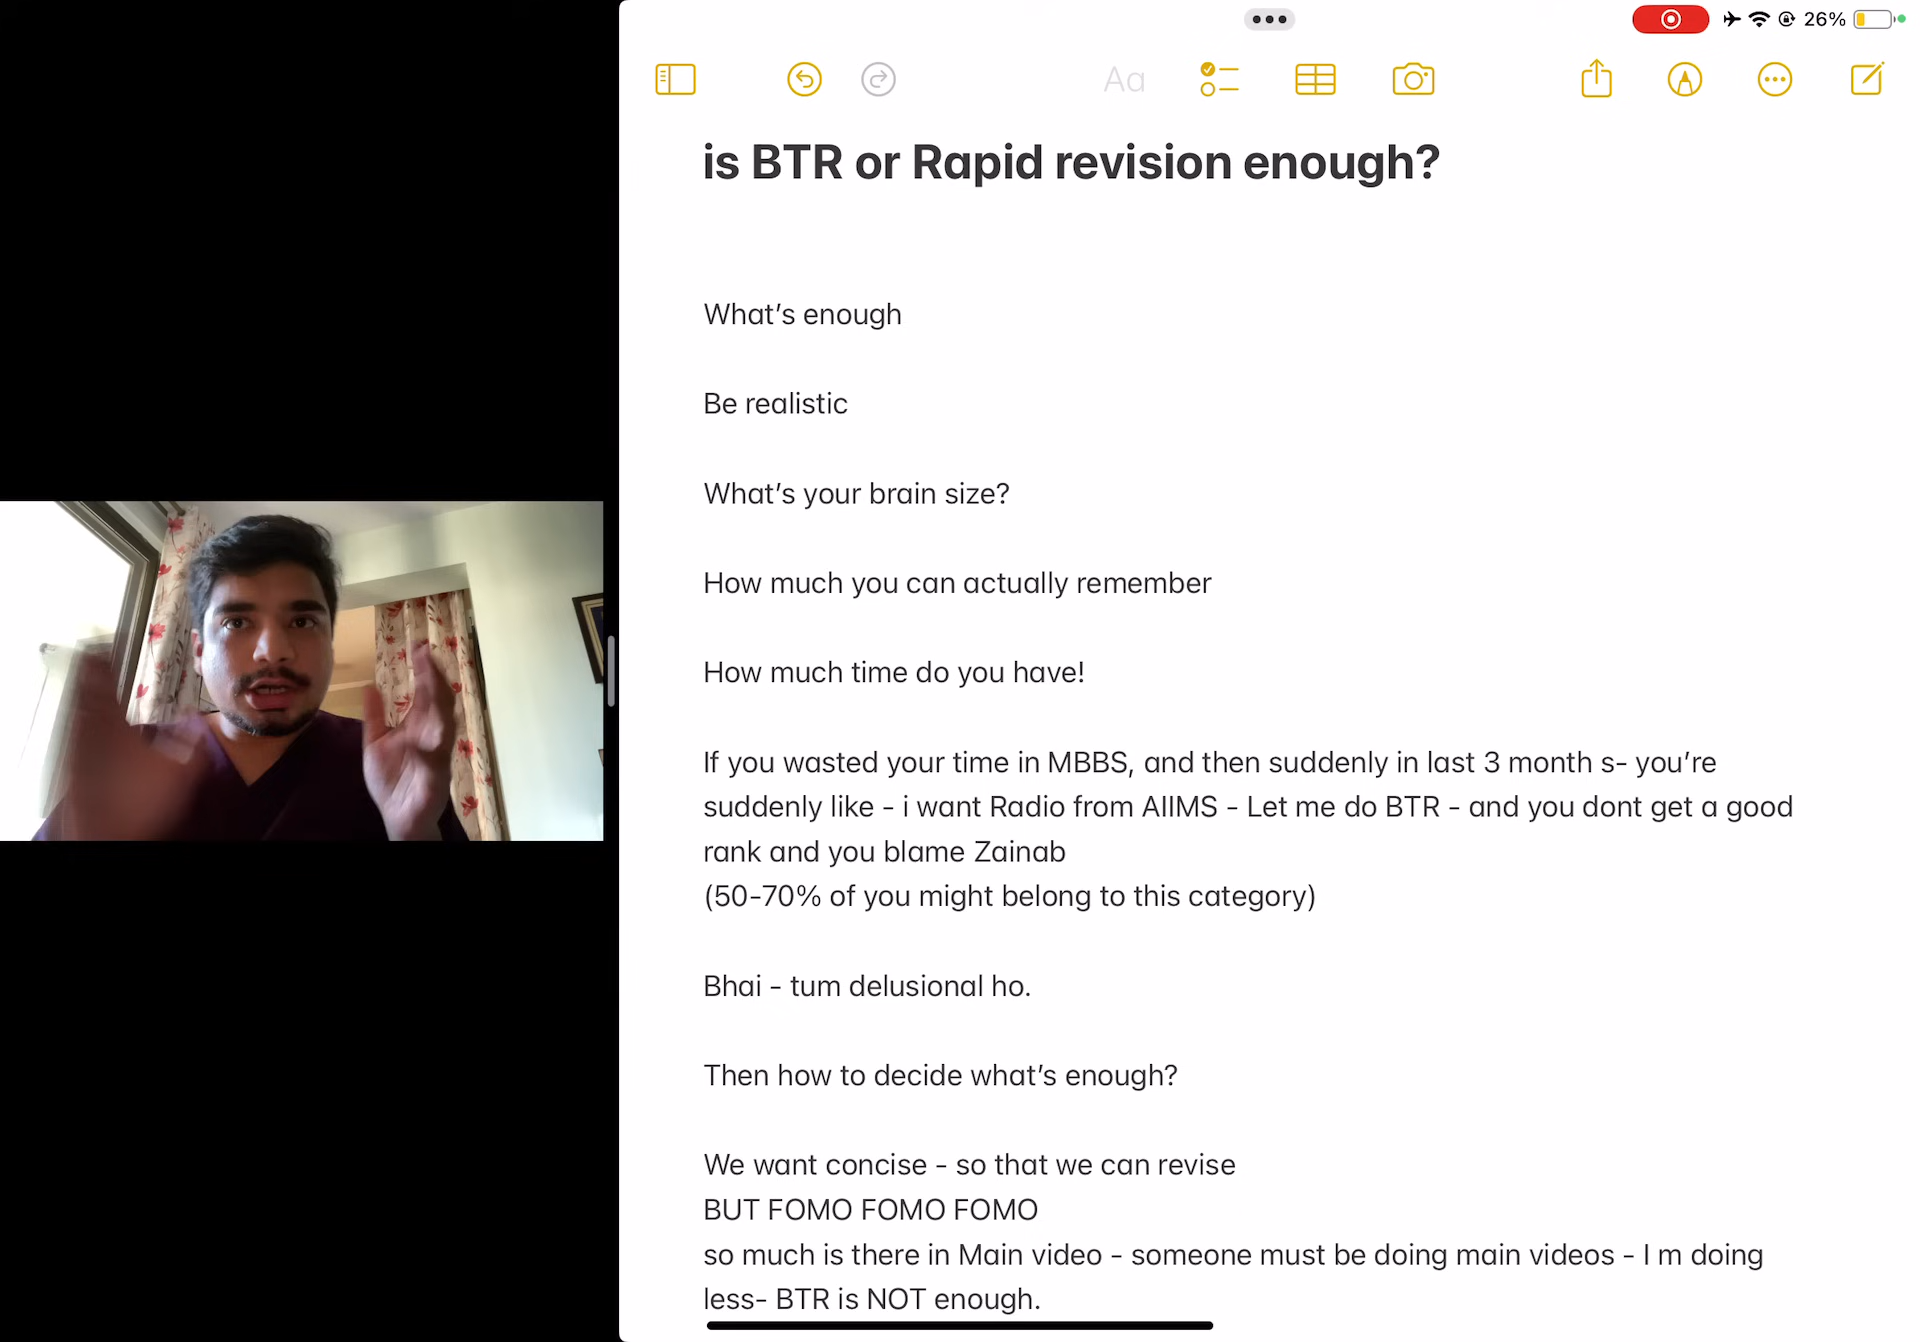 26%
Aa
is BTR or Rapid revision enough?
What's enough
Be realistic
What's your brain size?
How much you can actually remember
How much time do you have!
If you wasted your time in MBBS, and then suddenly in last 3 month s- you're
suddenly like - i want Radio from AIIMS - Let me do BTR - and you dont get a good
rank and you blame Zainab
(50-70% of you might belong to this category)
Bhai - tum delusional ho.
Then how to decide what's enough?
We want concise - so that we can revise
BUT FOMO FOMO FOMO
so much is there in Main video - someone must be doing main videos - I m doing
less- BTR is NOT enough.